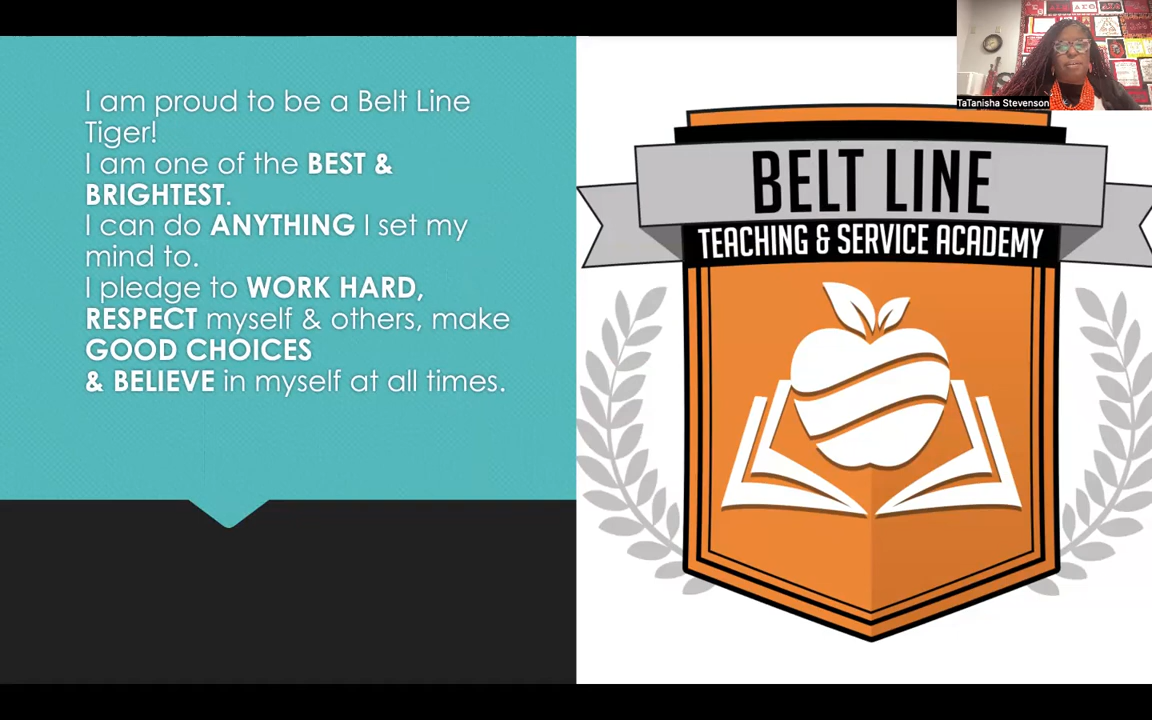 I am proud to be a Belt Line
Tiger!
I am one of the BEST &
BRIGHTEST.
I can do ANYTHING I set my
mind to.
I pledge to WORK HARD,
RESPECT myself & others, make
GOOD CHOICES
& BELIEVE in myself at all times.
BELT LINE
TEACHING & SERVICE ACADEMY
TaTanisha Stevenson